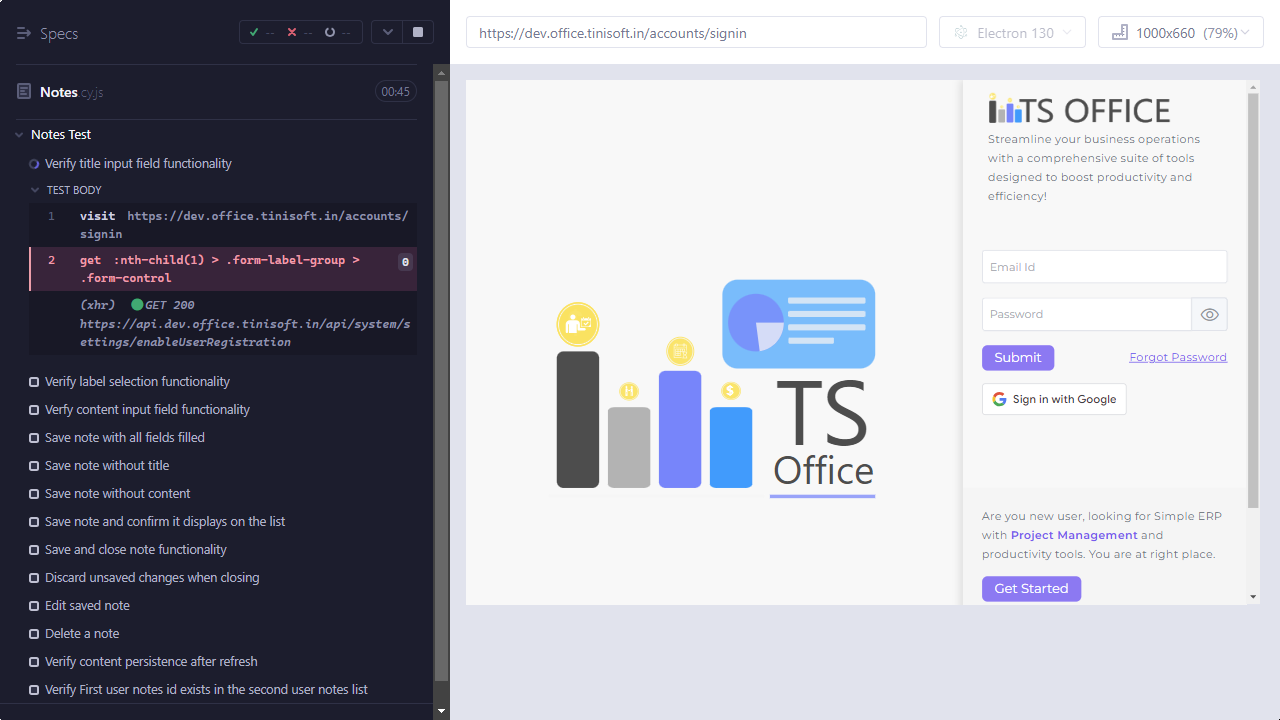 Specs
-- -- --
Notes.cy.js
00:45
Notes Test
Verify title input field functionality
TEST BODY
1 visit https://dev.office.tinisoft.in/accounts/
signin
2 get :nth-child(1) > .form-label-group > 0
.form-control
(xhr) GET 200
https://api.dev.office.tinisoft.in/api/system/s
ettings/enableUserRegistration
Verify label selection functionality
Verfy content input field functionality
Save note with all fields filled
Save note without title
Save note without content
Save note and confirm it displays on the list
Save and close note functionality
Discard unsaved changes when closing
Edit saved note
Delete a note
Verify content persistence after refresh
Verify First user notes id exists in the second user notes list
https://dev.office.tinisoft.in/accounts/signin
Electron 130
1000x660 (79%)
H
$
TS
Office
TS OFFICE
Streamline your business operations
with a comprehensive suite of tools
designed to boost productivity and
efficiency!
Email Id
Password
Submit
Forgot Password
Sign in with Google
Are you new user, looking for Simple ERP
with Project Management and
productivity tools. You are at right place.
Get Started